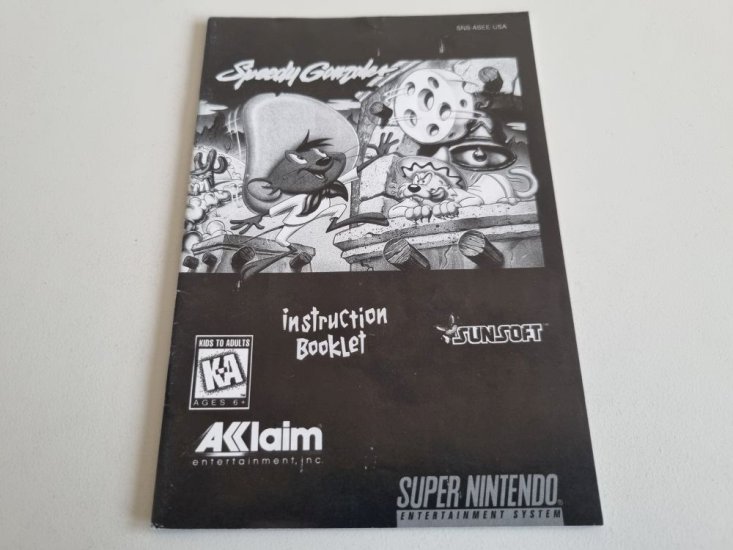 SNS-ASEE-USA
Speedy Gonzales
instruction
BOOKLET
SUNSOFT
KIDS TO ADULTS
K-A
AGES 6+
AKklaim
entertainment, inc.
SUPER NINTENDO
ENTERTAINMENT SYSTEM